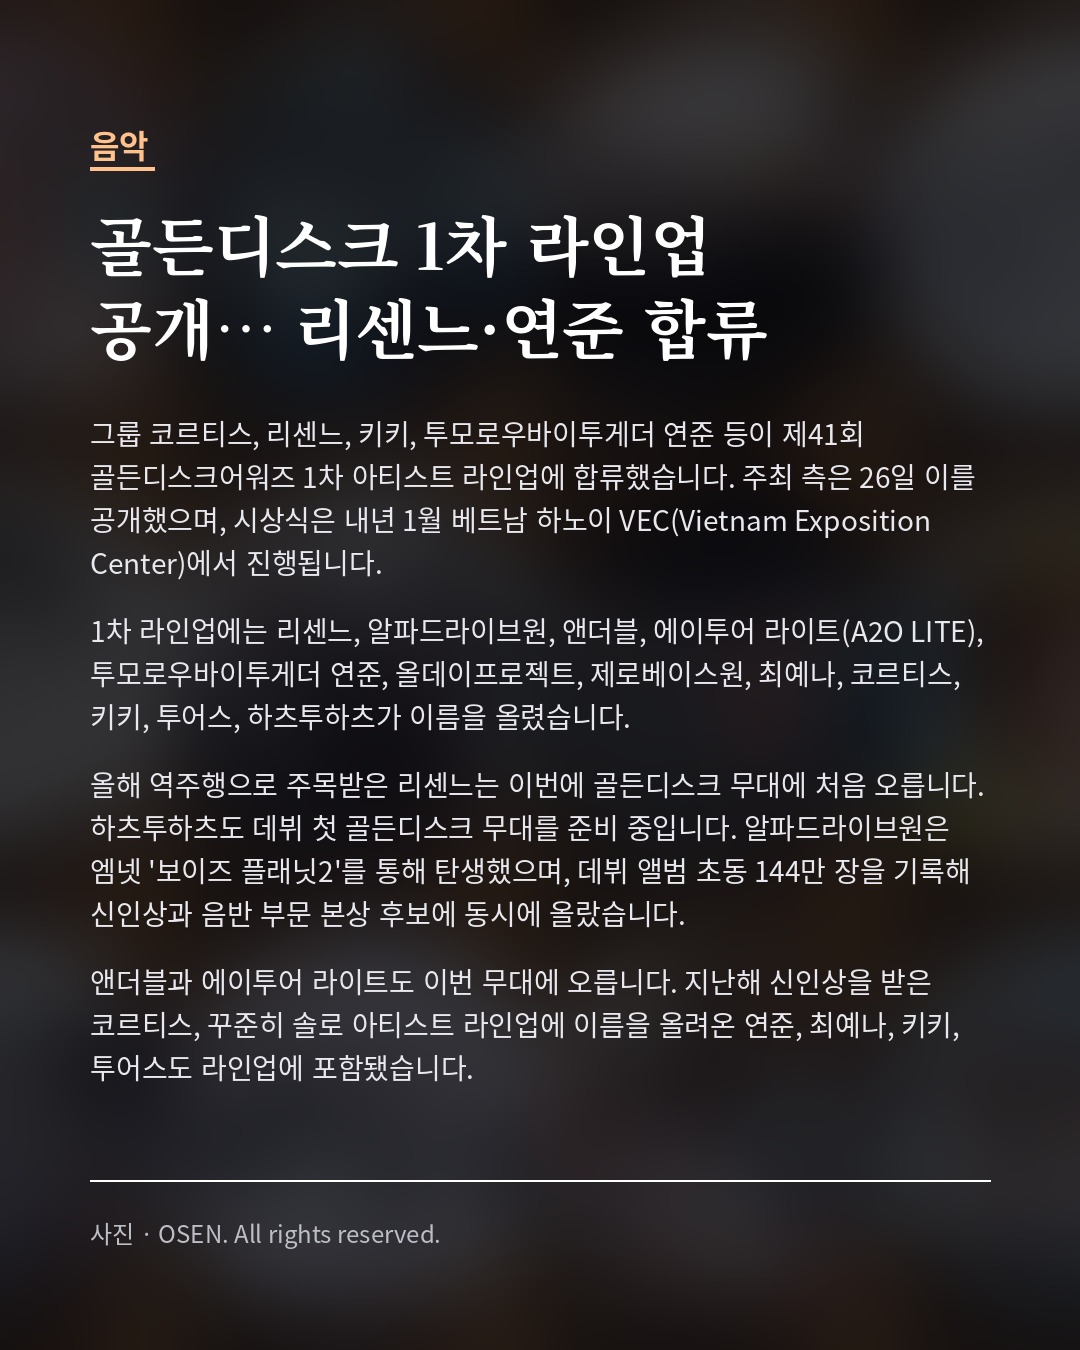 음악
골든디스크 1차 라인업
공개… 리센느·연준 합류
그룹 코르티스, 리센느, 키키, 투모로우바이투게더 연준 등이 제41회
골든디스크어워즈 1차 아티스트 라인업에 합류했습니다. 주최 측은 26일 이를
공개했으며, 시상식은 내년 1월 베트남 하노이 VEC(Vietnam Exposition
Center)에서 진행됩니다.
1차 라인업에는 리센느, 알파드라이브원, 앤더블, 에이투어 라이트(A2O LITE),
투모로우바이투게더 연준, 올데이프로젝트, 제로베이스원, 최예나, 코르티스,
키키, 투어스, 하츠투하츠가 이름을 올렸습니다.
올해 역주행으로 주목받은 리센느는 이번에 골든디스크 무대에 처음 오릅니다.
하츠투하츠도 데뷔 첫 골든디스크 무대를 준비 중입니다. 알파드라이브원은
엠넷 '보이즈 플래닛2'를 통해 탄생했으며, 데뷔 앨범 초동 144만 장을 기록해
신인상과 음반 부문 본상 후보에 동시에 올랐습니다.
앤더블과 에이투어 라이트도 이번 무대에 오릅니다. 지난해 신인상을 받은
코르티스, 꾸준히 솔로 아티스트 라인업에 이름을 올려온 연준, 최예나, 키키,
투어스도 라인업에 포함됐습니다.
사진 · OSEN. All rights reserved.